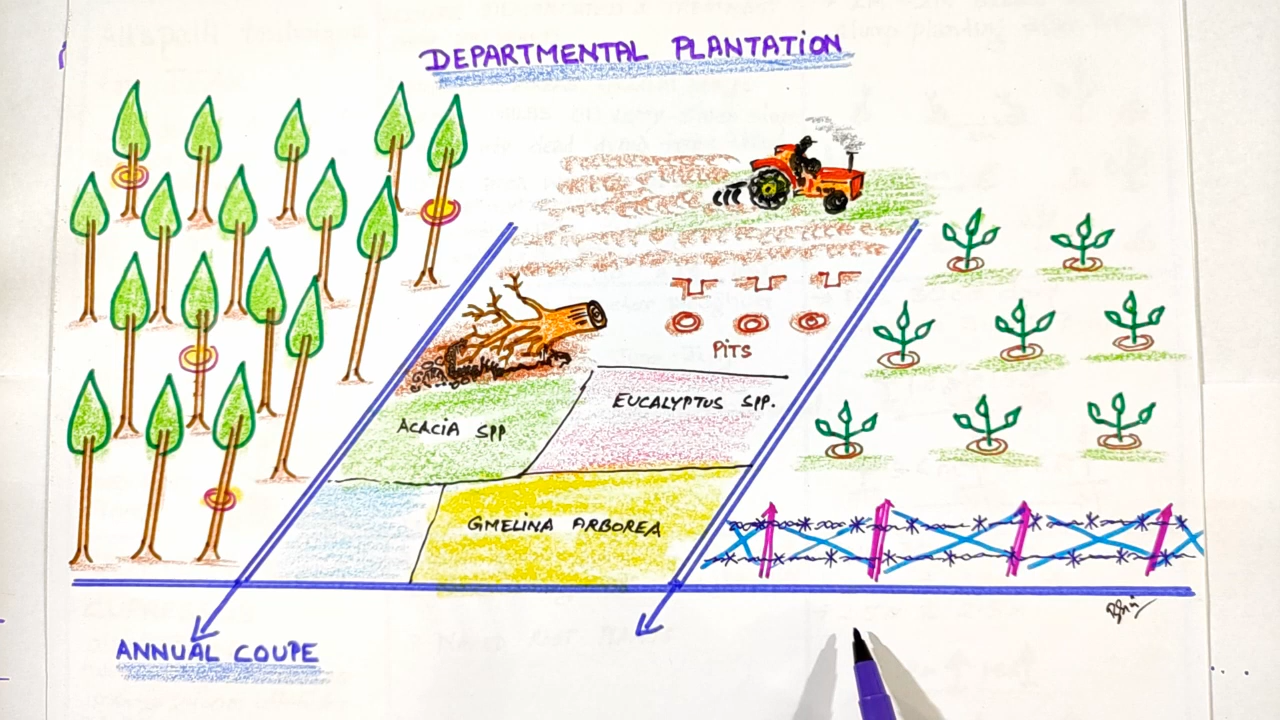 DEPARTMENTAL PLANTATION
PITS
EUCALYPTUS SPP.
ACACIA SPP
GMELINA ARBOREA
ANNUAL COUPE